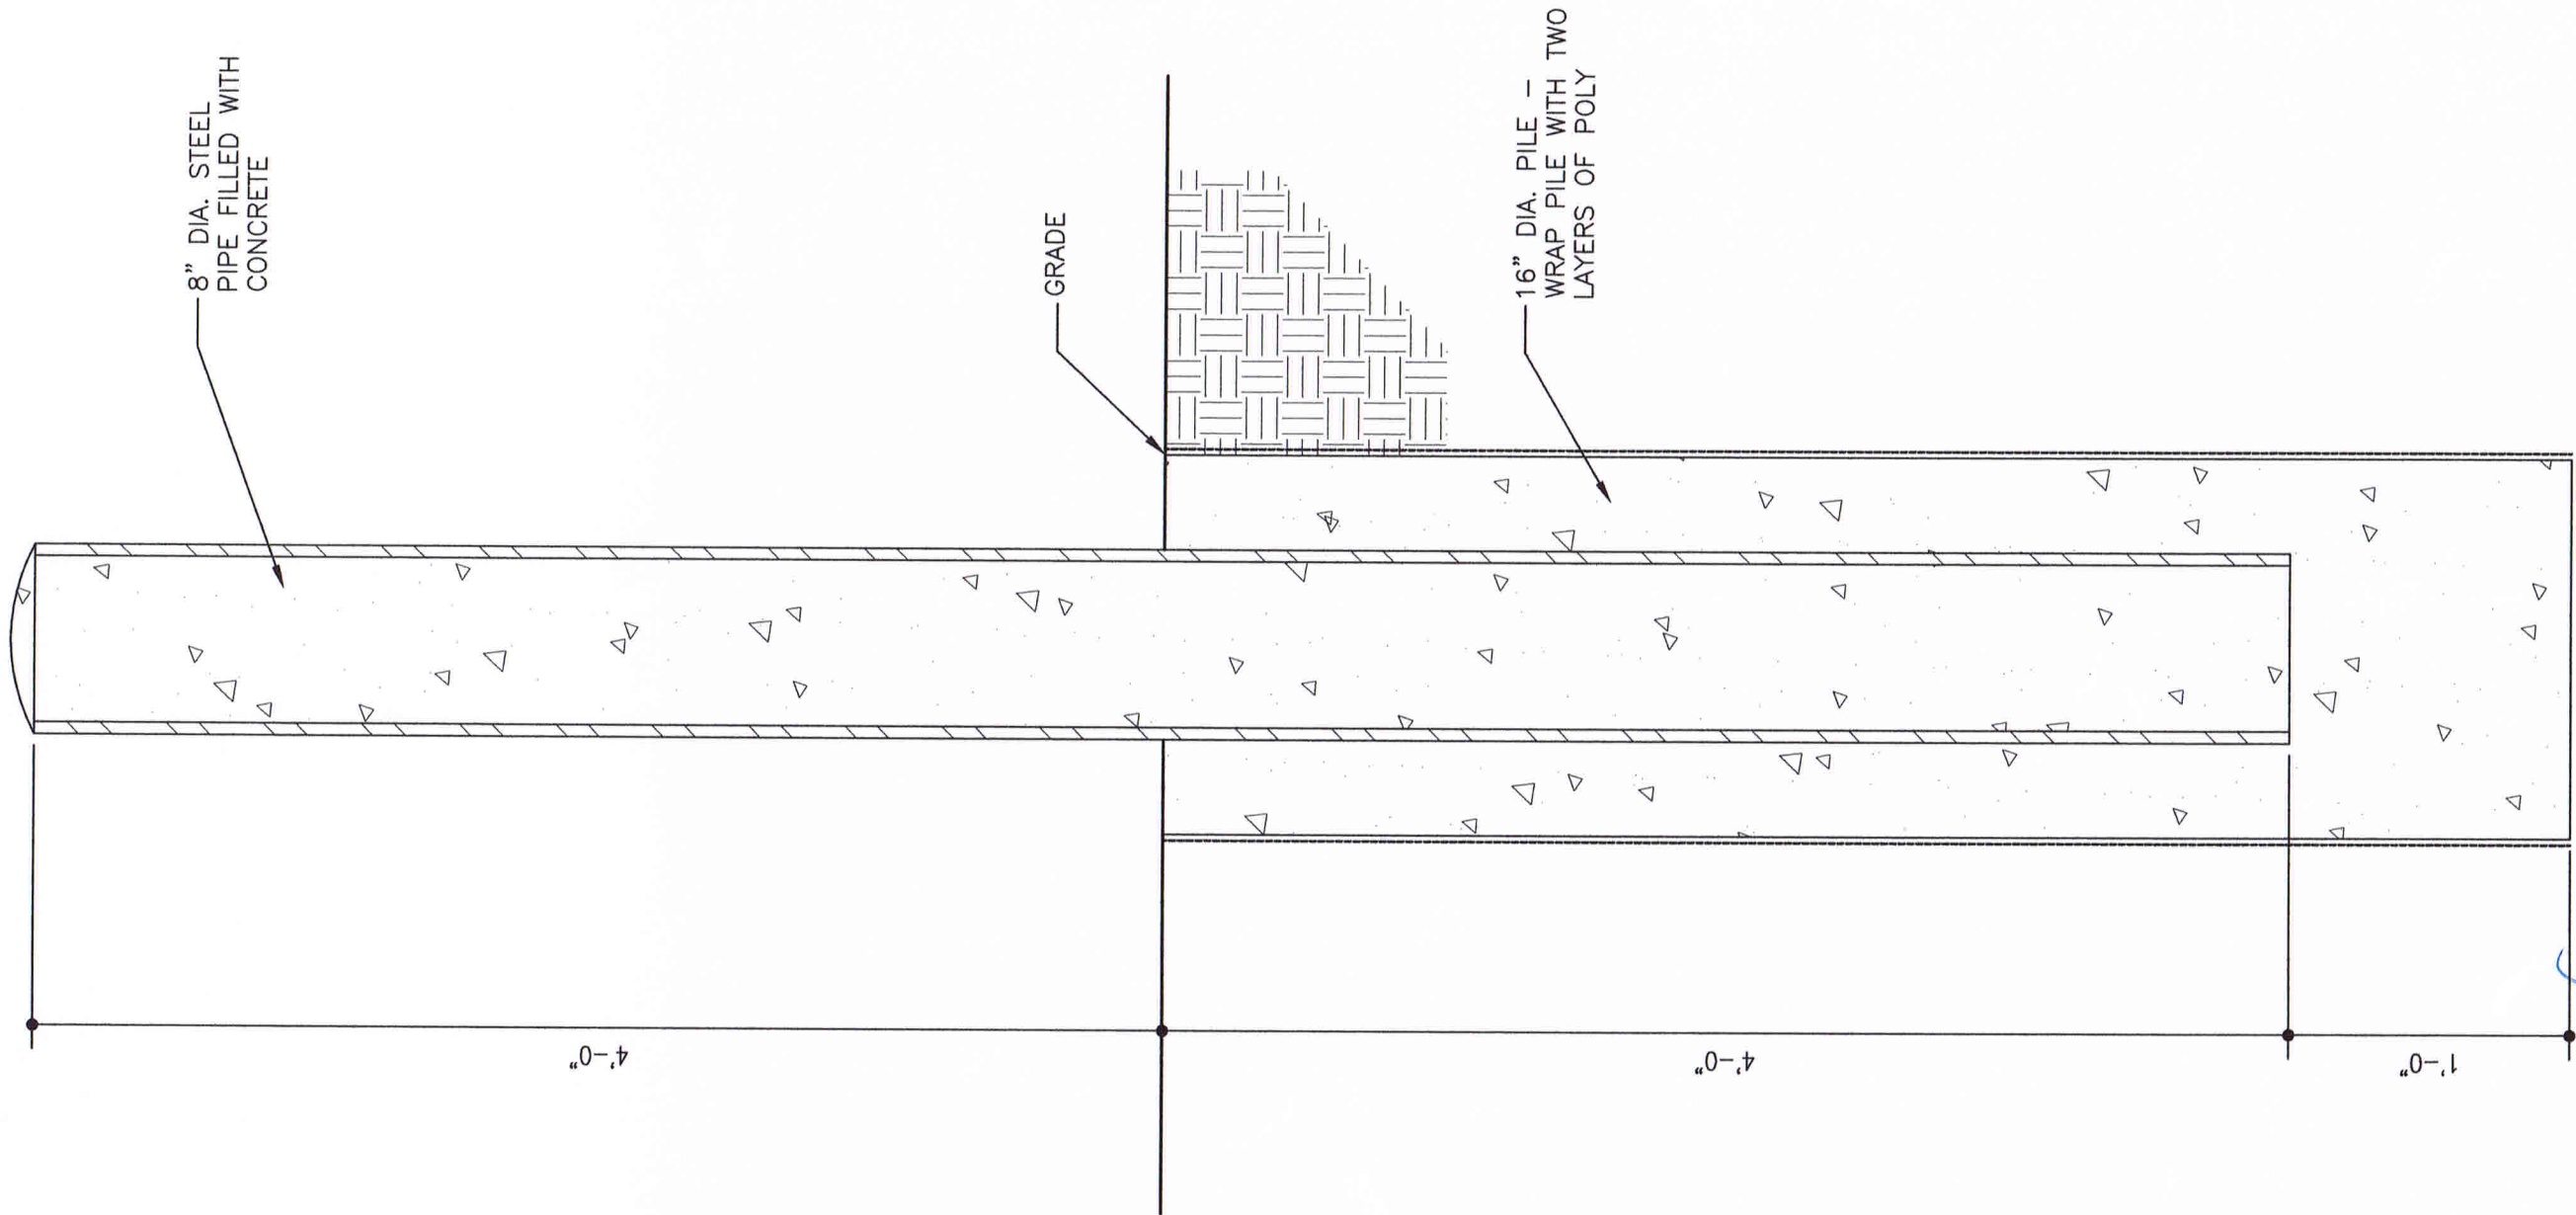 8" DIA. STEEL
PIPE FILLED WITH
CONCRETE
GRADE
16" DIA. PILE –
WRAP PILE WITH TWO
LAYERS OF POLY
4'-0"
4'-0"
1'-0"